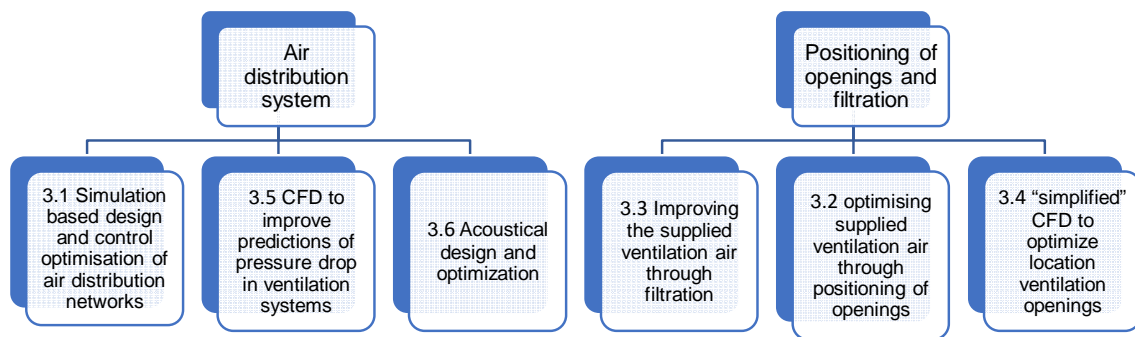 Air
distribution
system
Positioning of
openings and
filtration
3.1 Simulation
based design
and control
optimisation of
air distribution
networks
3.5 CFD to
improve
predictions of
pressure drop
in ventilation
systems
3.6 Acoustical
design and
optimization
3.3 Improving
the supplied
ventilation air
through
filtration
3.2 optimising
supplied
ventilation air
through
positioning of
openings
3.4 “simplified”
CFD to
optimize
location
ventilation
openings